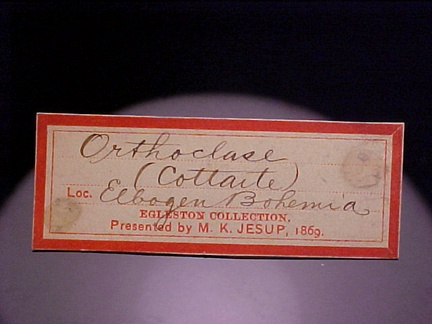 Orthoclase
(Cottaite)
Loc. Elbogen Bohemia
EGLESTON COLLECTION,
Presented by M. K. JESUP, 1869.